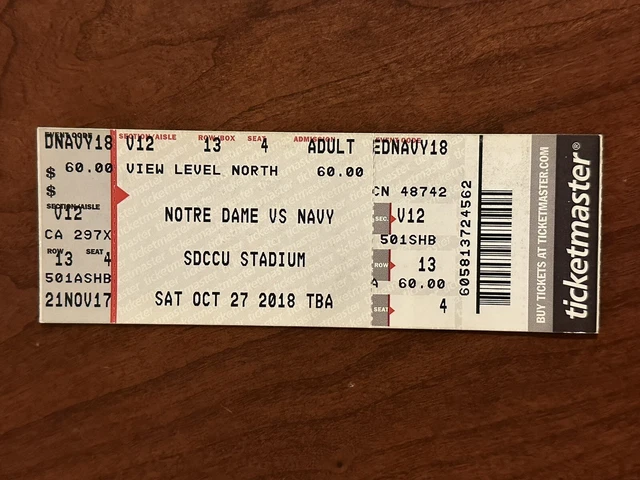 EVENT CODE
DNAVY18
$ 60.00
$
SECTION/AISLE
V12
CA 297X
ROW SEAT
13 4
501ASHB
21NOV17
SECTION/AISLE ROW/BOX SEAT ADMISSION
V12 13 4 ADULT
VIEW LEVEL NORTH 60.00
NOTRE DAME VS NAVY
SDCCU STADIUM
SAT OCT 27 2018 TBA
EVENT CODE
EDNAVY18
CN 48742
SEC. V12
501SHB
ROW 13
A 60.00
SEAT 4
605813724562
BUY TICKETS AT TICKETMASTER.COM
ticketmaster®